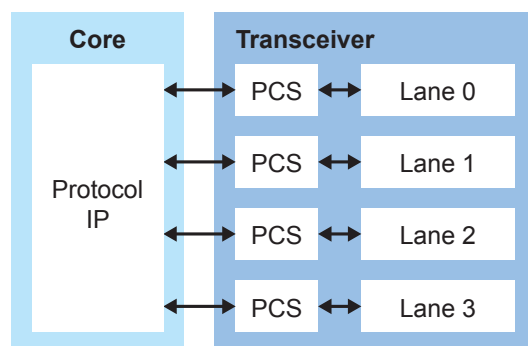 Core
Transceiver
Protocol
IP
PCS
Lane 0
PCS
Lane 1
PCS
Lane 2
PCS
Lane 3